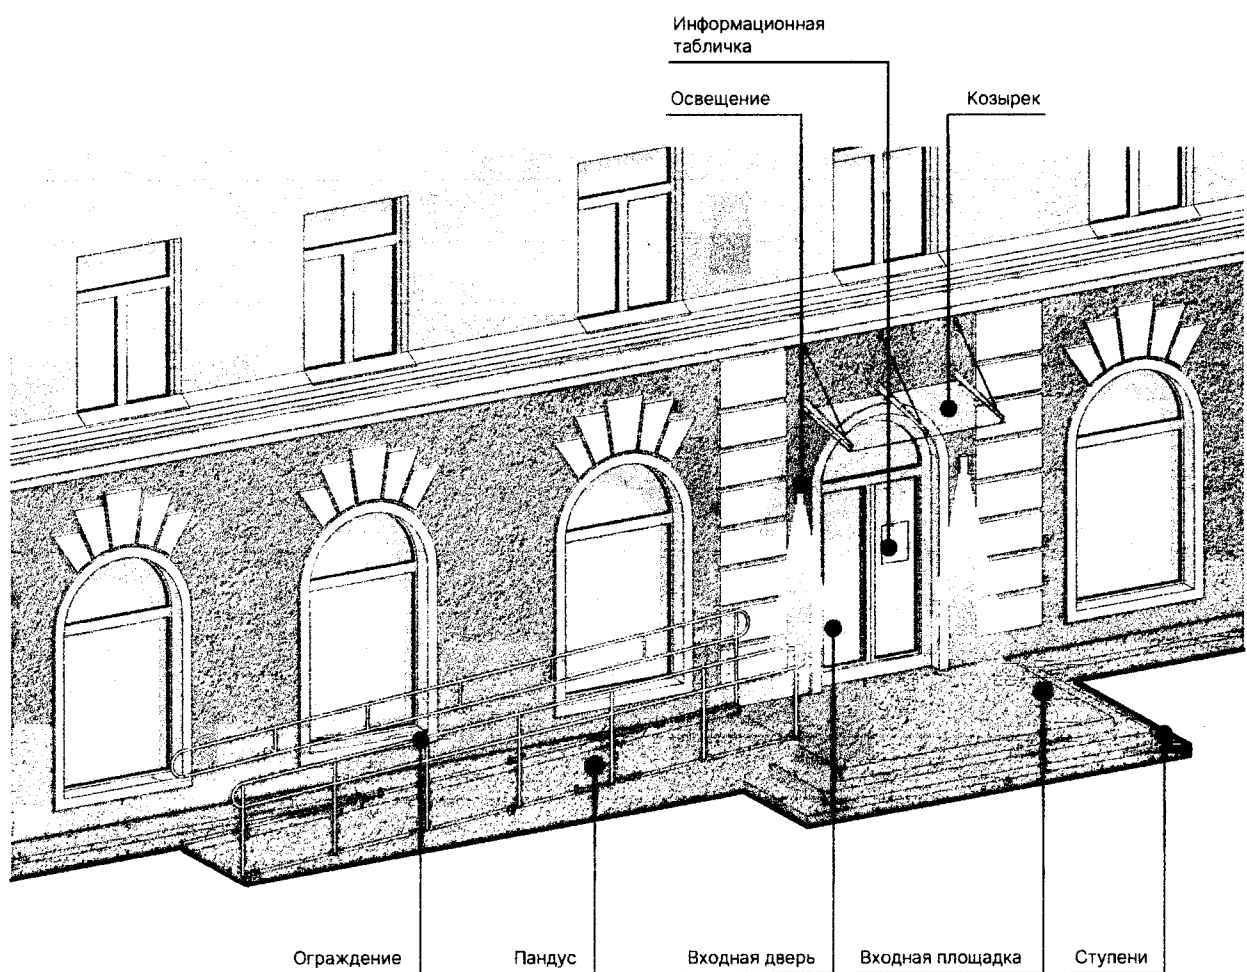 Информационная
табличка
Освещение
Козырек
Ограждение
Пандус
Входная дверь
Входная площадка
Ступени